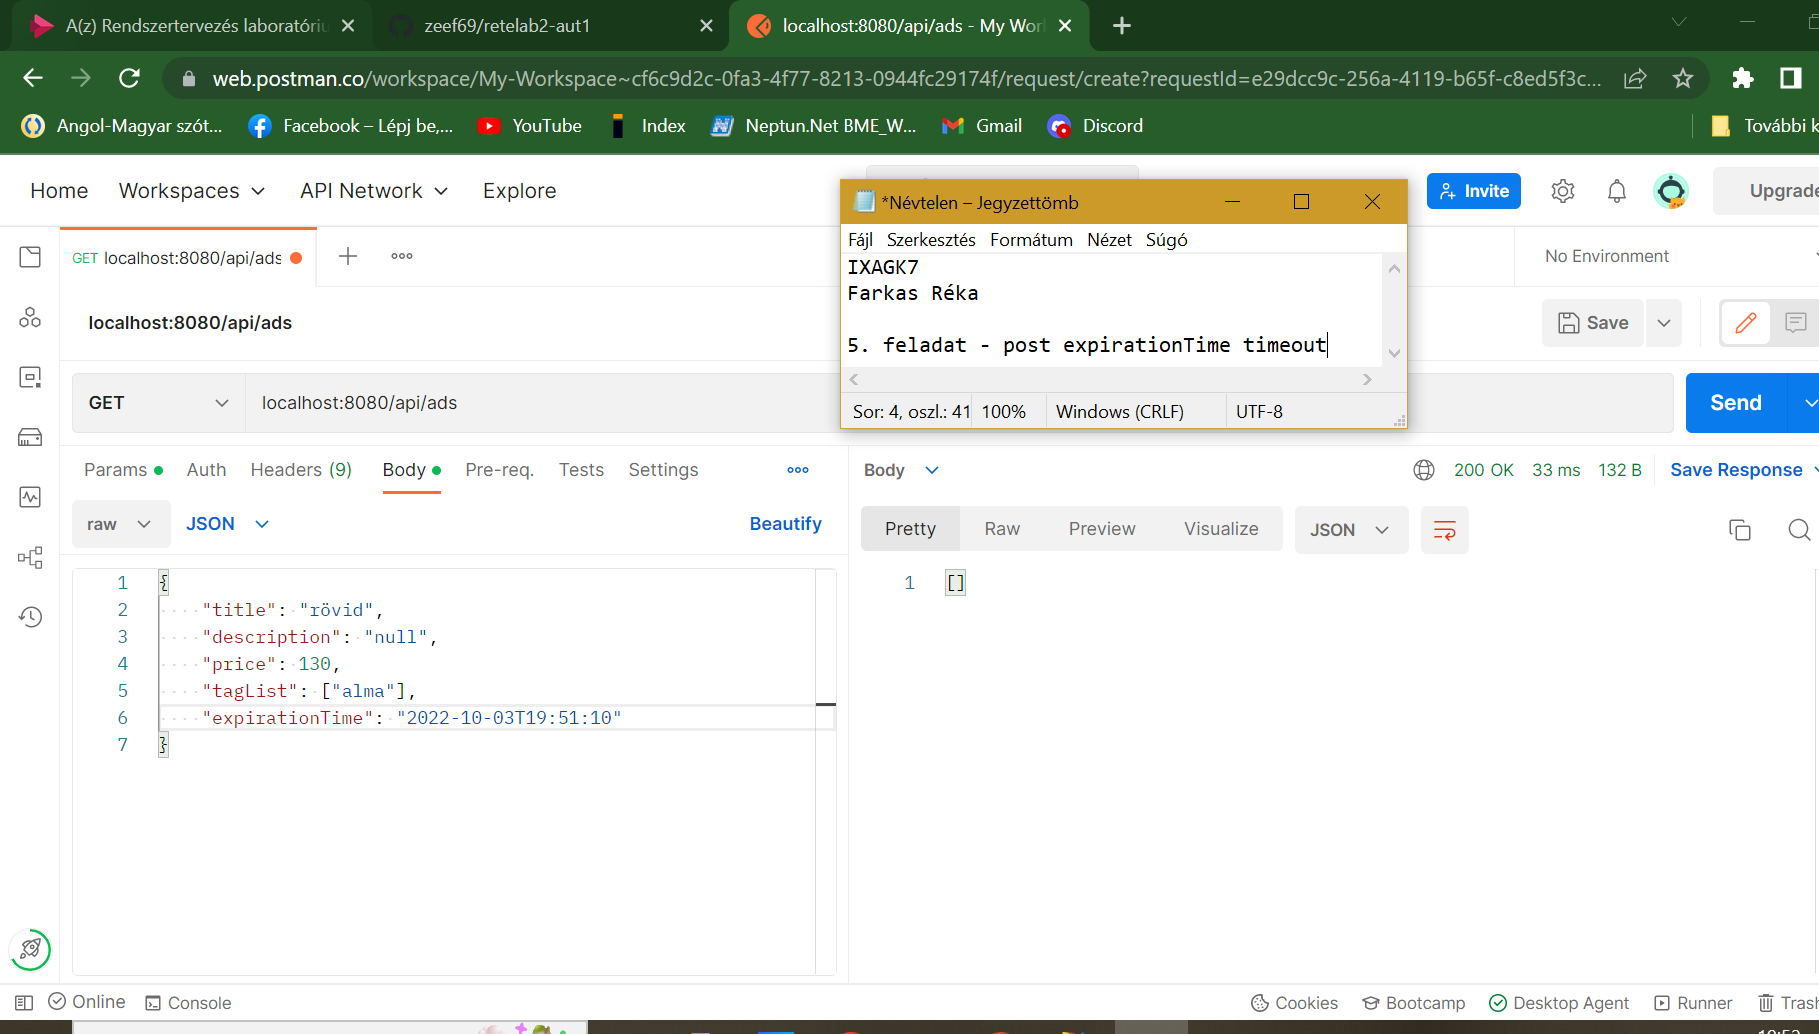 A(z) Rendszertervezés laboratóriu
zeef69/retelab2-aut1
localhost:8080/api/ads - My Wor
web.postman.co/workspace/My-Workspace~cf6c9d2c-0fa3-4f77-8213-0944fc29174f/request/create?requestId=e29dcc9c-256a-4119-b65f-c8ed5f3c...
Angol-Magyar szót...
Facebook – Lépj be,...
YouTube
Index
Neptun.Net BME_W...
Gmail
Discord
További k
Home
Workspaces
API Network
Explore
Invite
Upgrade
*Névtelen – Jegyzettömb
Fájl Szerkesztés Formátum Nézet Súgó
IXAGK7
Farkas Réka
5. feladat - post expirationTime timeout
Sor: 4, oszl.: 41
100%
Windows (CRLF)
UTF-8
GET localhost:8080/api/ads
No Environment
localhost:8080/api/ads
Save
GET
localhost:8080/api/ads
Send
Params
Auth
Headers (9)
Body
Pre-req.
Tests
Settings
raw
JSON
Beautify
1 {
2 "title": "rövid",
3 "description": "null",
4 "price": 130,
5 "tagList": ["alma"],
6 "expirationTime": "2022-10-03T19:51:10"
7 }
Body
200 OK 33 ms 132 B
Save Response
Pretty
Raw
Preview
Visualize
JSON
1 []
Online
Console
Cookies
Bootcamp
Desktop Agent
Runner
Trash